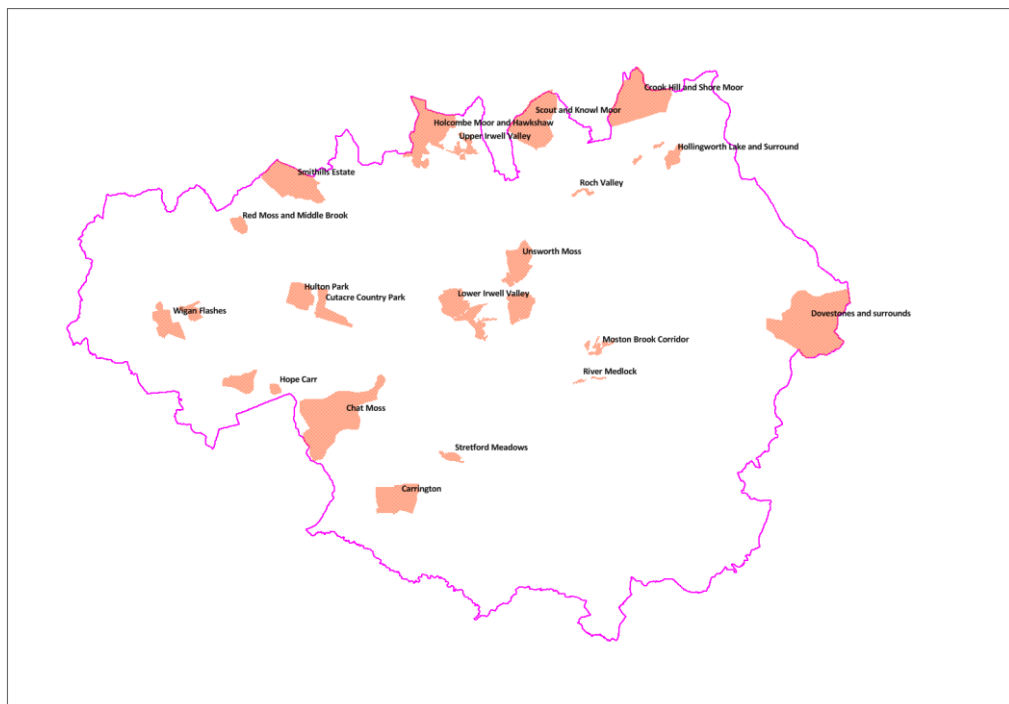 Crook Hill and Shore Moor
Scout and Knowl Moor
Holcombe Moor and Hawkshaw
Upper Irwell Valley
Hollingworth Lake and Surround
Smithills Estate
Roch Valley
Red Moss and Middle Brook
Unsworth Moss
Hulton Park
Cutacre Country Park
Lower Irwell Valley
Wigan Flashes
Dovestones and surrounds
Moston Brook Corridor
River Medlock
Hope Carr
Chat Moss
Stretford Meadows
Carrington